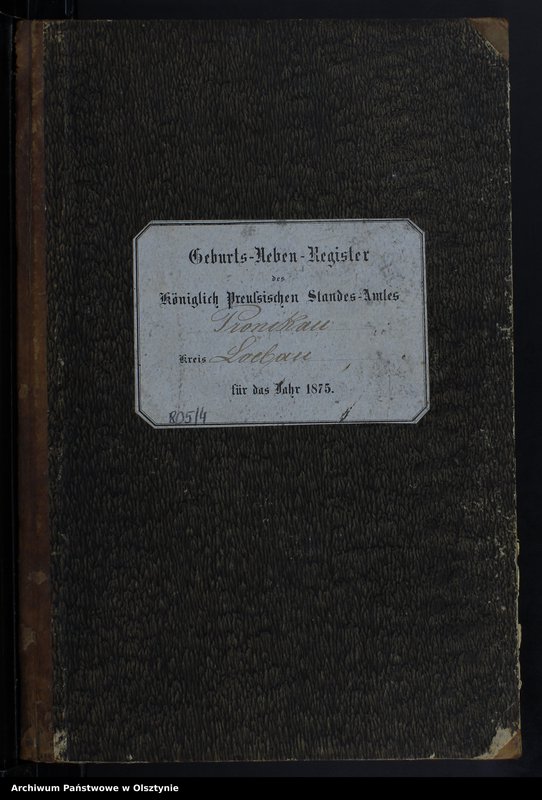 Geburts-Neben-Register
des
Königlich Preußischen Standes-Amtes
Pronikau
Kreis Loebau
für das Jahr 1875.
805/4
Archiwum Państwowe w Olsztynie